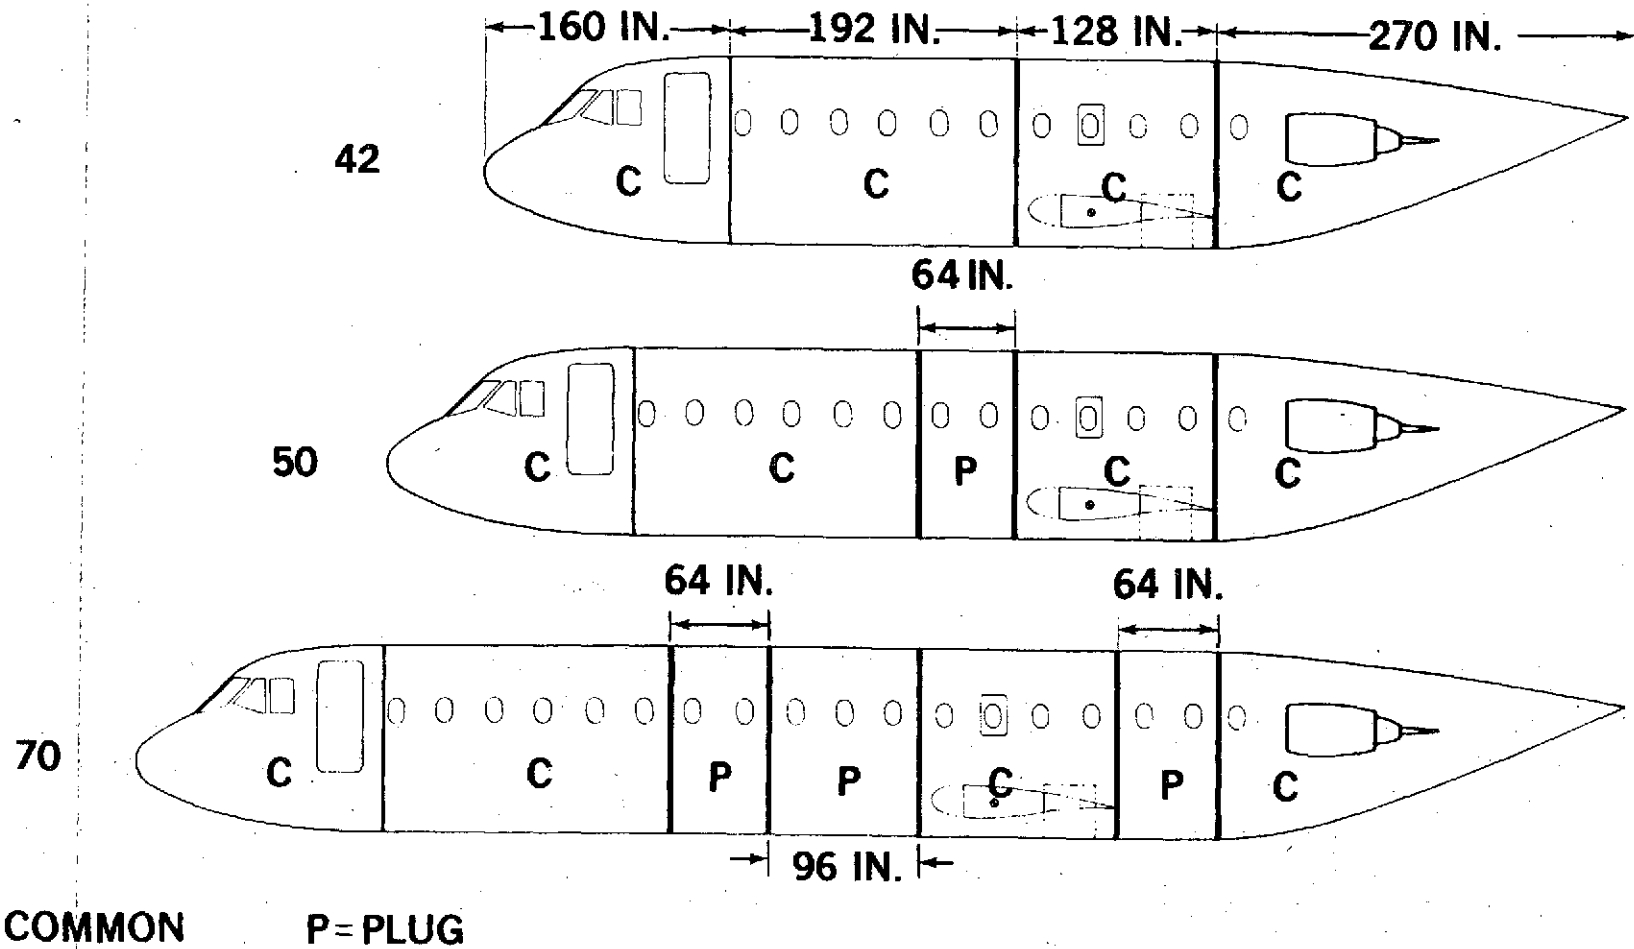 160 IN. 192 IN. 128 IN. 270 IN.
42
C C C C
64 IN.
50
C C P C C
64 IN. 64 IN.
70
C C P P C P C
96 IN.
COMMON P = PLUG